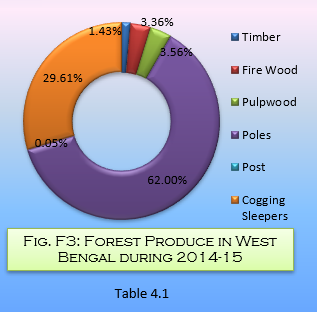 1.43%
3.36%
3.56%
29.61%
0.05%
62.00%
Timber
Fire Wood
Pulpwood
Poles
Post
Cogging
Sleepers
Fig. F3: Forest Produce in West
Bengal during 2014-15
Table 4.1